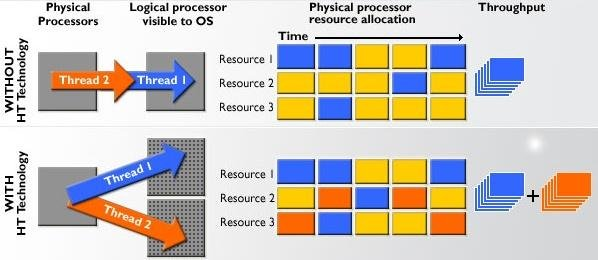 Physical
Processors
Logical processor
visible to OS
Physical processor
resource allocation
Throughput
Time
WITHOUT
HT Technology
Thread 2
Thread 1
Resource 1
Resource 2
Resource 3
WITH
HT Technology
Thread 1
Thread 2
Resource 1
Resource 2
Resource 3
+